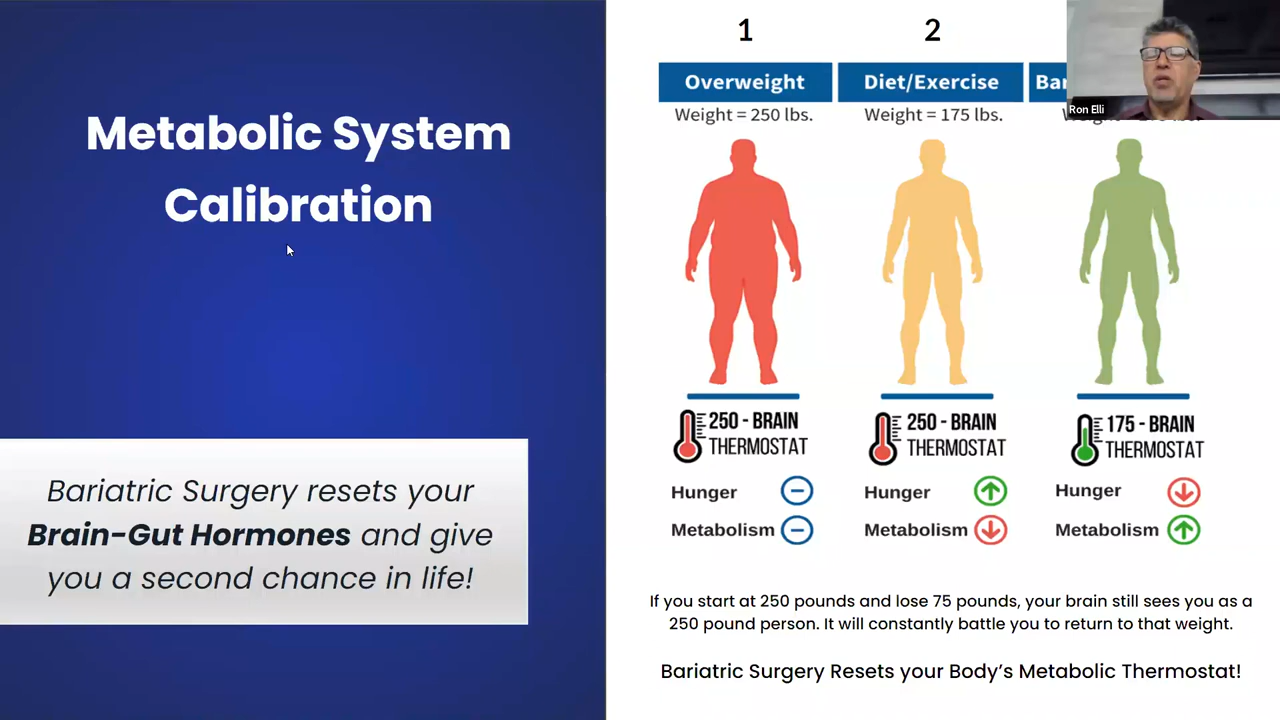 Metabolic System
Calibration
Bariatric Surgery resets your
Brain-Gut Hormones and give
you a second chance in life!
1 2
Overweight Diet/Exercise
Weight = 250 lbs. Weight = 175 lbs.
Ron Elli
250 - BRAIN THERMOSTAT
250 - BRAIN THERMOSTAT
175 - BRAIN THERMOSTAT
Hunger Hunger Hunger
Metabolism Metabolism Metabolism
If you start at 250 pounds and lose 75 pounds, your brain still sees you as a
250 pound person. It will constantly battle you to return to that weight.
Bariatric Surgery Resets your Body's Metabolic Thermostat!